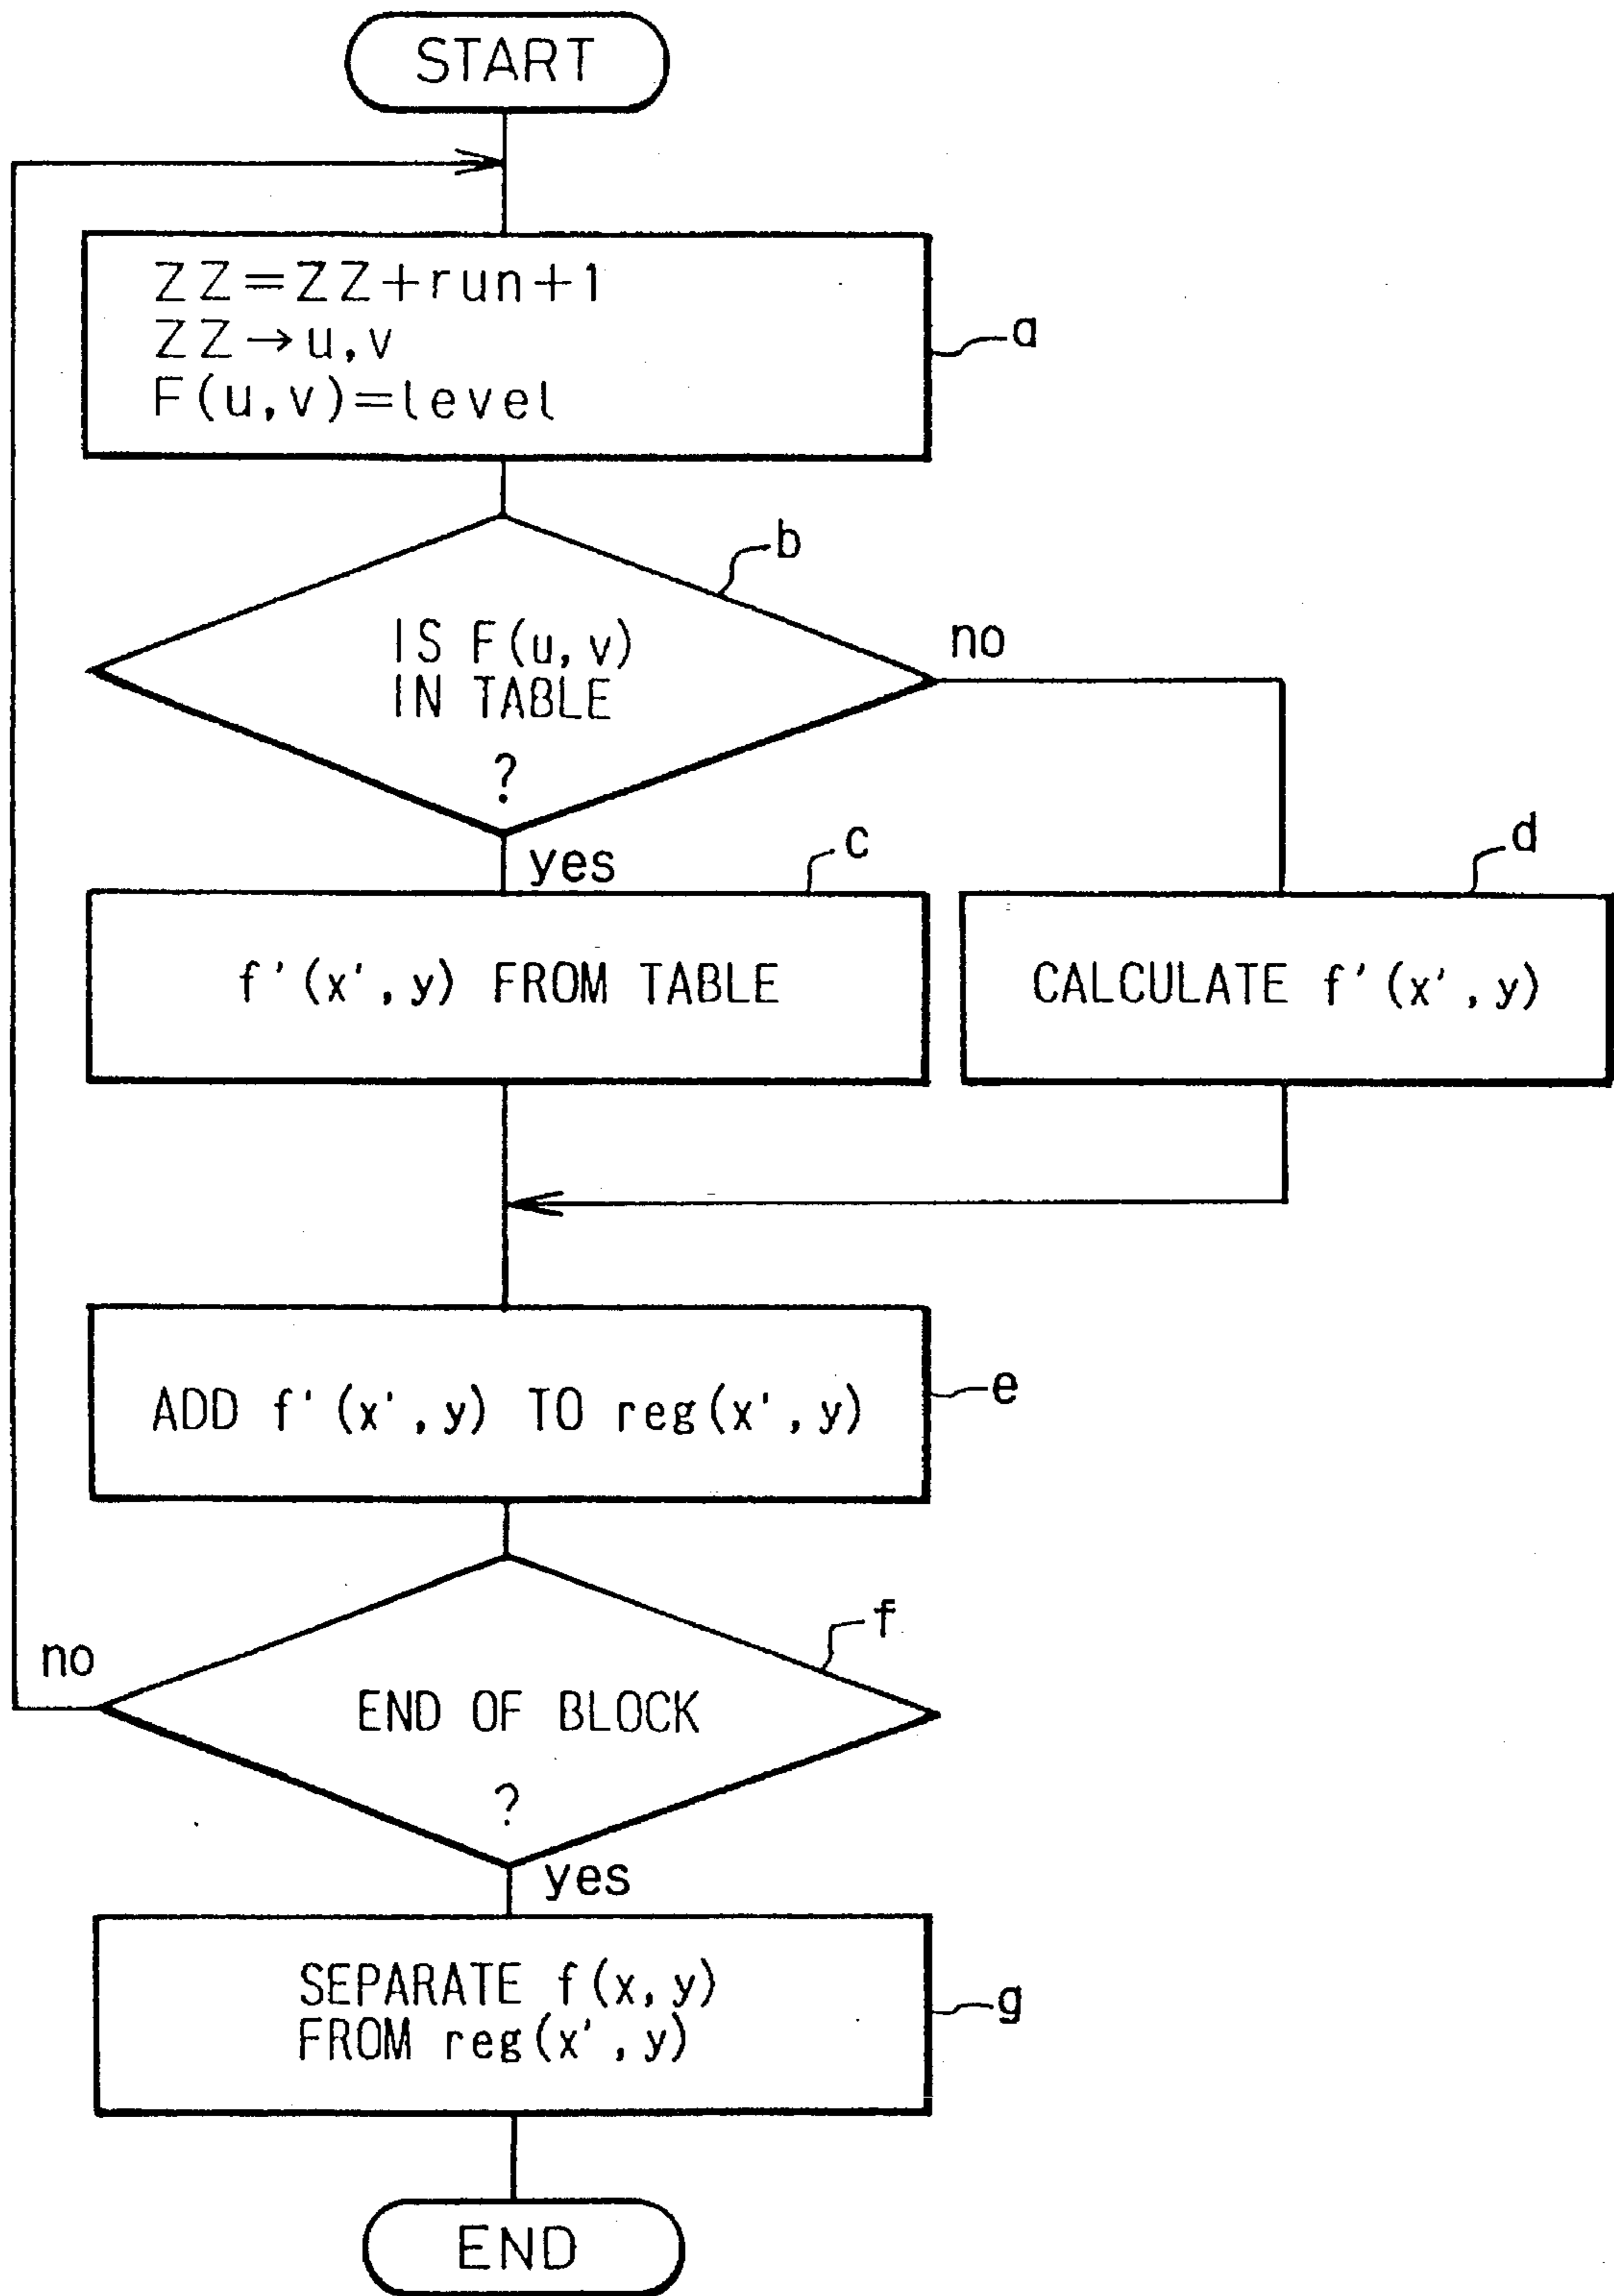 START
ZZ=ZZ+run+1
ZZ→u,v
F(u,v)=level
a
b
IS F(u,v)
IN TABLE
?
no
yes
c
d
f'(x',y) FROM TABLE
CALCULATE f'(x',y)
ADD f'(x',y) TO reg(x',y)
e
f
no
END OF BLOCK
?
yes
SEPARATE f(x,y)
FROM reg(x',y)
g
END